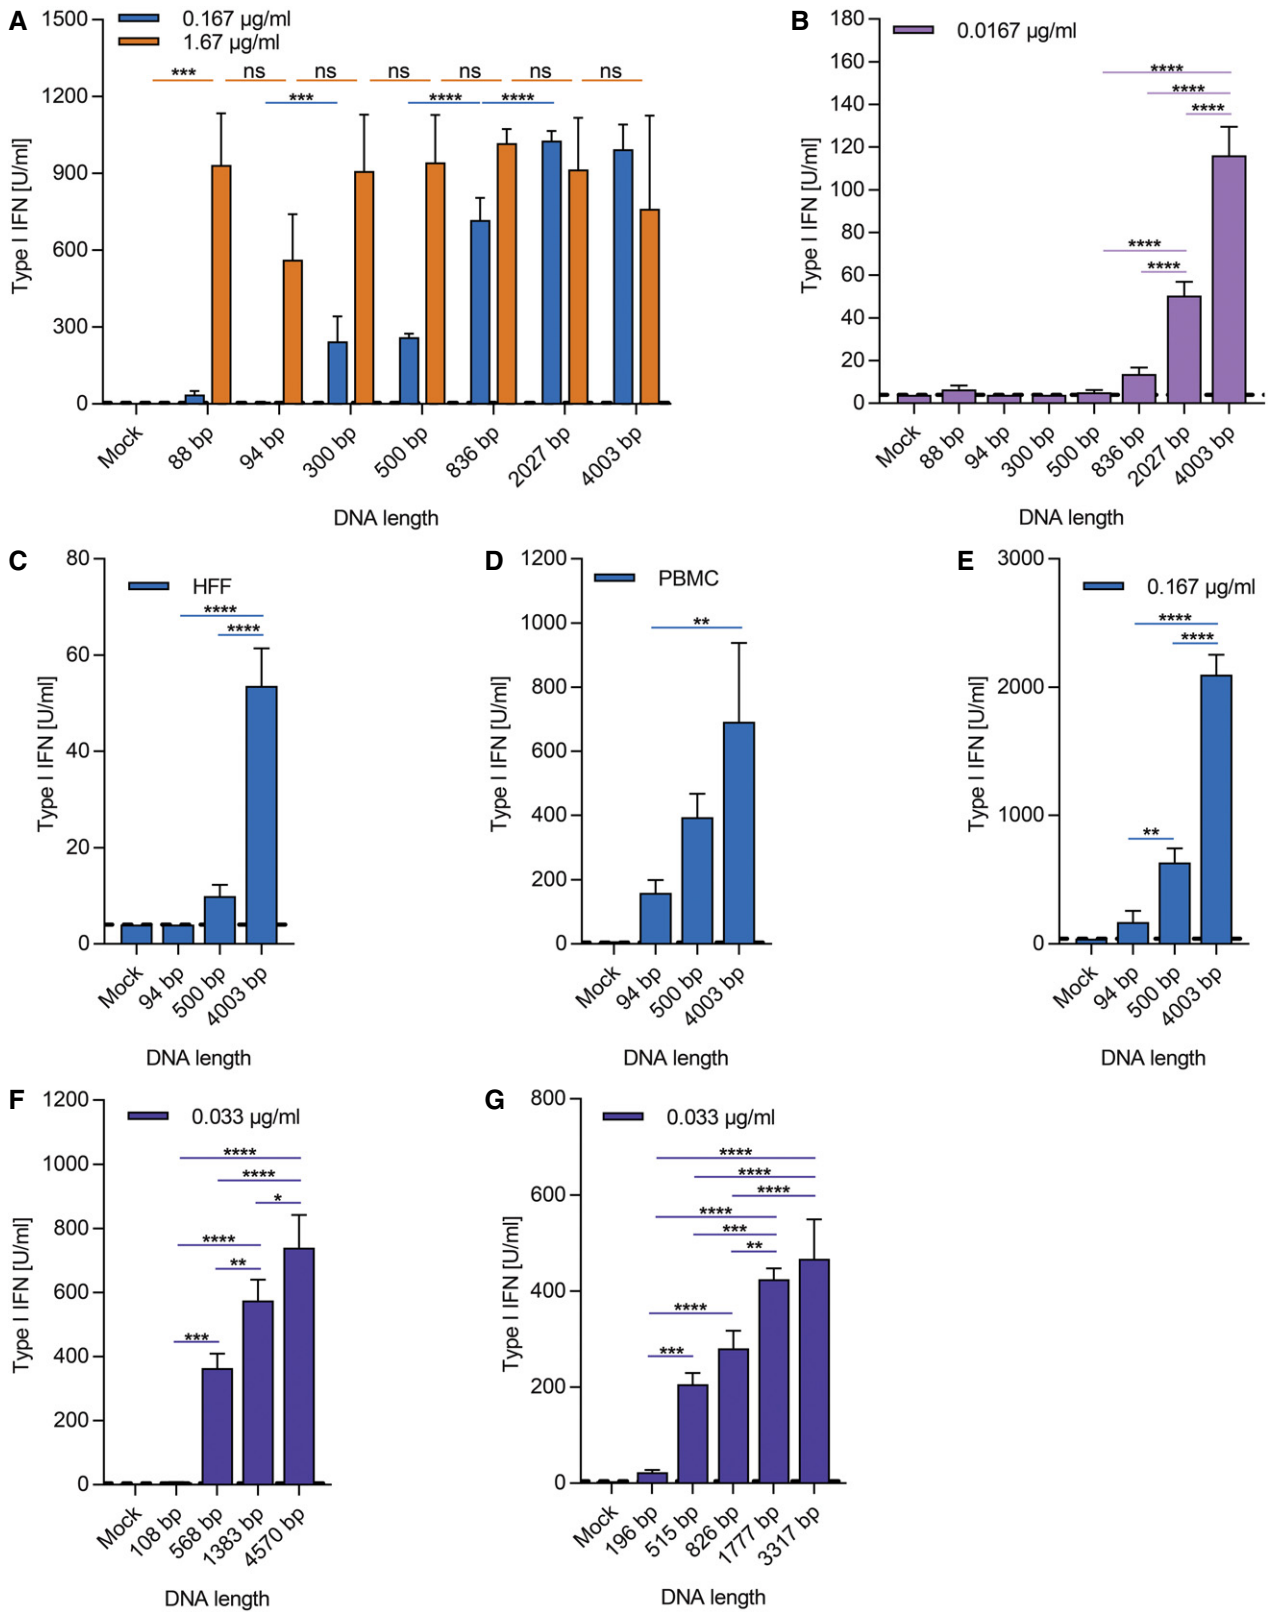 A
0.167 µg/ml
1.67 µg/ml
1500
1200
900
600
300
0
Type I IFN [U/ml]
*** ns ns ns ns ns ns
*** **** ****
Mock 88 bp 94 bp 300 bp 500 bp 836 bp 2027 bp 4003 bp
DNA length
B
0.0167 µg/ml
180
160
140
120
100
80
60
40
20
0
Type I IFN [U/ml]
****
****
****
****
****
Mock 88 bp 94 bp 300 bp 500 bp 836 bp 2027 bp 4003 bp
DNA length
C
HFF
80
60
40
20
0
Type I IFN [U/ml]
****
****
Mock 94 bp 500 bp 4003 bp
DNA length
D
PBMC
1200
1000
800
600
400
200
0
Type I IFN [U/ml]
**
Mock 94 bp 500 bp 4003 bp
DNA length
E
0.167 µg/ml
3000
2000
1000
0
Type I IFN [U/ml]
****
****
**
Mock 94 bp 500 bp 4003 bp
DNA length
F
0.033 µg/ml
1200
1000
800
600
400
200
0
Type I IFN [U/ml]
****
****
*
****
**
***
Mock 108 bp 568 bp 1383 bp 4570 bp
DNA length
G
0.033 µg/ml
800
600
400
200
0
Type I IFN [U/ml]
****
****
****
****
***
**
****
***
Mock 196 bp 515 bp 826 bp 1777 bp 3317 bp
DNA length